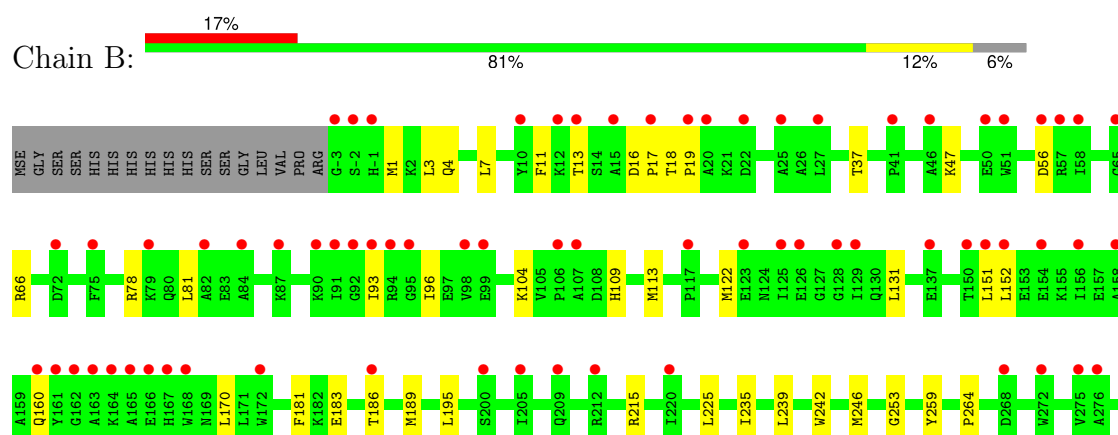 17%
Chain B:
81% 12% 6%
MSE GLY SER SER HIS HIS HIS HIS HIS HIS SER SER GLY LEU VAL PRO ARG G-3 S-2 H-1 M1 K2 L3 Q4 L7 Y10 F11 K12 T13 S14 A15 D16 P17 T18 P19 A20 K21 D22 A25 A26 L27 T37 P41 A46 K47 E50 W51 D56 R57 I58 G65
R66 D72 F75 R78 K79 Q80 L81 A82 E83 A84 K87 K90 I91 G92 I93 R94 G95 I96 E97 V98 E99 K104 V105 P106 A107 D108 H109 M113 P117 M122 E123 N124 I125 E126 G127 G128 I129 Q130 L131 E137 T150 L151 L152 E153 E154 K155 I156 E157 A158
A159 Q160 Y161 G162 A163 K164 A165 E166 H167 W168 N169 L170 L171 W172 F181 K182 E183 T186 M189 L195 S200 I205 Q209 R212 R215 I220 L225 I235 L239 W242 M246 G253 Y259 P264 D268 W272 V275 A276